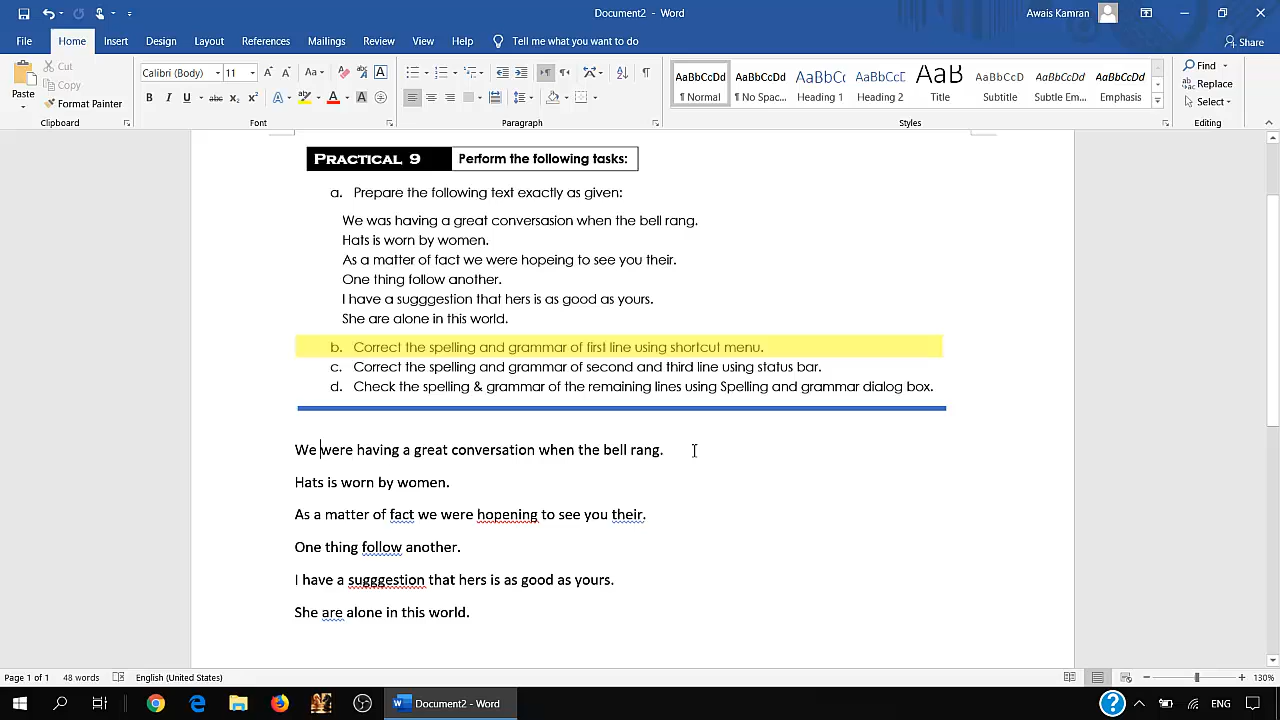 Document2 - Word
Awais Kamran
File Home Insert Design Layout References Mailings Review View Help Tell me what you want to do Share
Paste
Cut
Copy
Format Painter
Clipboard
Calibri (Body) 11
Font
Paragraph
AaBbCcDd ¶ Normal
AaBbCcDd ¶ No Spac...
AaBbCc Heading 1
AaBbCcE Heading 2
AaB Title
AaBbCcD Subtitle
AaBbCcDd Subtle Em...
AaBbCcDd Emphasis
Styles
Find
Replace
Select
Editing
PRACTICAL 9 Perform the following tasks:
a. Prepare the following text exactly as given:
We was having a great conversasion when the bell rang.
Hats is worn by women.
As a matter of fact we were hopeing to see you their.
One thing follow another.
I have a sugggestion that hers is as good as yours.
She are alone in this world.
b. Correct the spelling and grammar of first line using shortcut menu.
c. Correct the spelling and grammar of second and third line using status bar.
d. Check the spelling & grammar of the remaining lines using Spelling and grammar dialog box.
We were having a great conversation when the bell rang.
Hats is worn by women.
As a matter of fact we were hopening to see you their.
One thing follow another.
I have a sugggestion that hers is as good as yours.
She are alone in this world.
Page 1 of 1 48 words English (United States) 130%
Document2 - Word
ENG